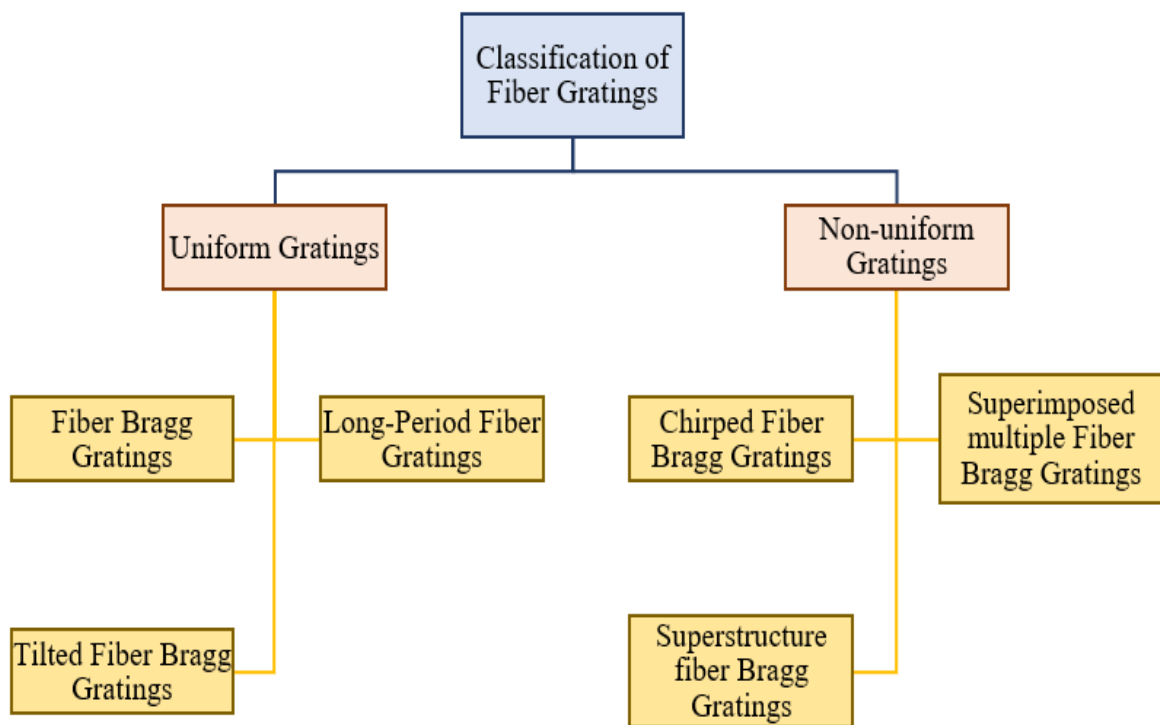 Classification of
Fiber Gratings
Uniform Gratings
Non-uniform
Gratings
Fiber Bragg
Gratings
Long-Period Fiber
Gratings
Chirped Fiber
Bragg Gratings
Superimposed
multiple Fiber
Bragg Gratings
Tilted Fiber Bragg
Gratings
Superstructure
fiber Bragg
Gratings